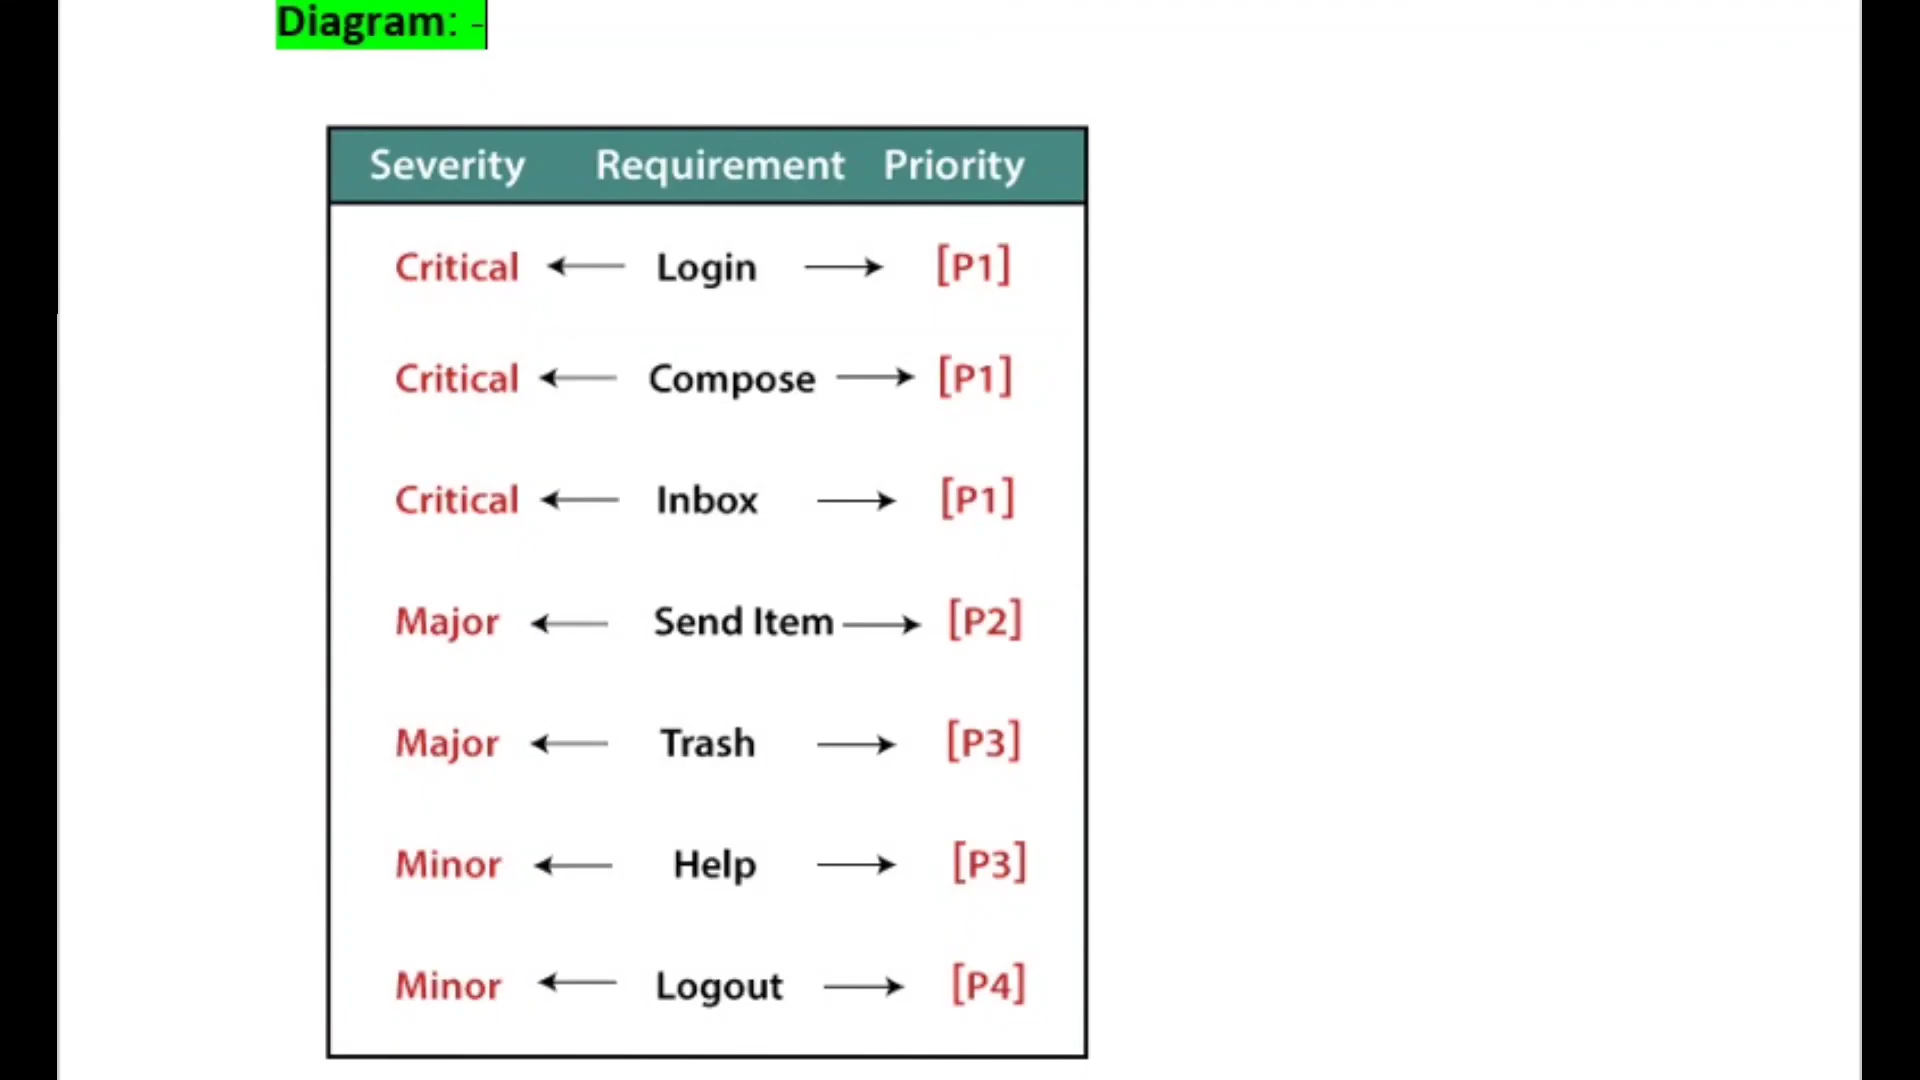 Diagram: -
Severity Requirement Priority
Critical Login [P1]
Critical Compose [P1]
Critical Inbox [P1]
Major Send Item [P2]
Major Trash [P3]
Minor Help [P3]
Minor Logout [P4]